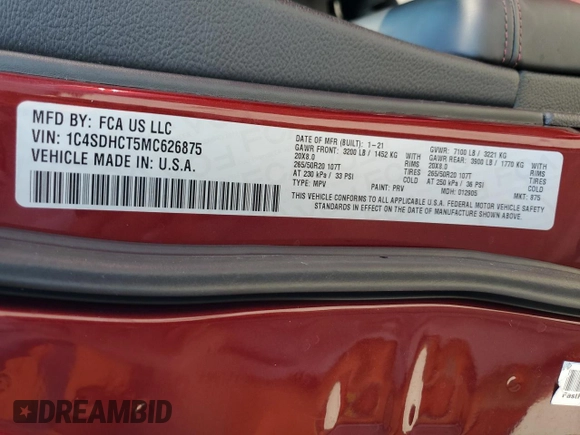 MFD BY: FCA US LLC
VIN: 1C4SDHCT5MC626875
VEHICLE MADE IN: U.S.A.
DATE OF MFR (BUILT): 1-21 GVWR: 7100 LB / 3221 KG
GAWR FRONT: 3200 LB / 1452 KG WITH GAWR REAR: 3900 LB / 1770 KG WITH
20X8.0 RIMS 20X8.0 RIMS
265/50R20 107T TIRES 265/50R20 107T TIRES
AT 230 kPa / 33 PSI COLD AT 250 kPa / 36 PSI COLD
TYPE: MPV PAINT: PRV MDH: 012905 MKT: 875
THIS VEHICLE CONFORMS TO ALL APPLICABLE U.S.A. FEDERAL MOTOR VEHICLE SAFETY
STANDARDS IN EFFECT ON THE DATE OF MANUFACTURE SHOWN ABOVE.
DREAMBID